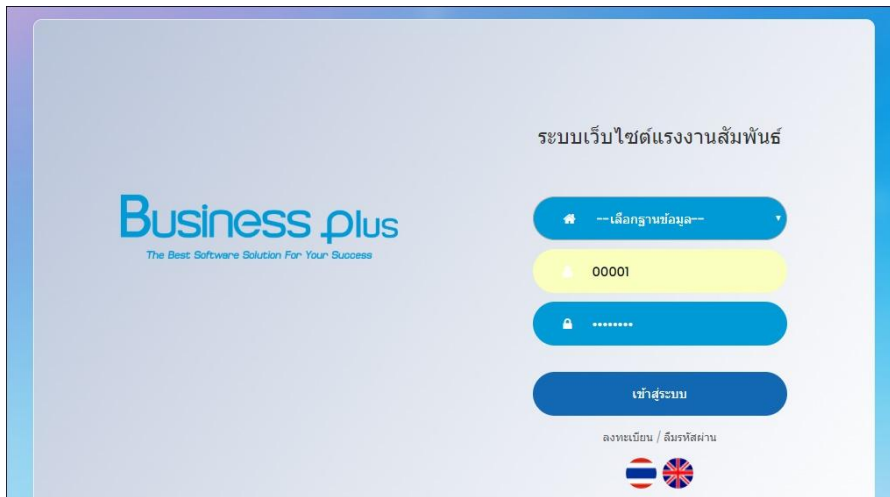 ระบบเว็บไซต์แรงงานสัมพันธ์
Business Plus
The Best Software Solution For Your Success
--เลือกฐานข้อมูล--
00001
••••••••
เข้าสู่ระบบ
ลงทะเบียน / ลืมรหัสผ่าน